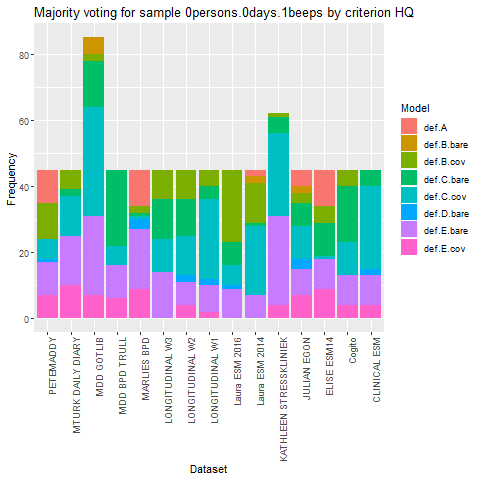 Majority voting for sample 0persons.0days.1beeps by criterion HQ
Frequency
80
60
40
20
0
PETEMADDY
MTURK DAILY DIARY
MDD GOTLIB
MDD BPD TRULL
MARLIES BPD
LONGITUDINAL W3
LONGITUDINAL W2
LONGITUDINAL W1
Laura ESM 2016
Laura ESM 2014
KATHLEEN STRESSKLINIEK
JULIAN EGON
ELISE ESM14
Cogito
CLINICAL ESM
Dataset
Model
def.A
def.B.bare
def.B.cov
def.C.bare
def.C.cov
def.D.bare
def.E.bare
def.E.cov